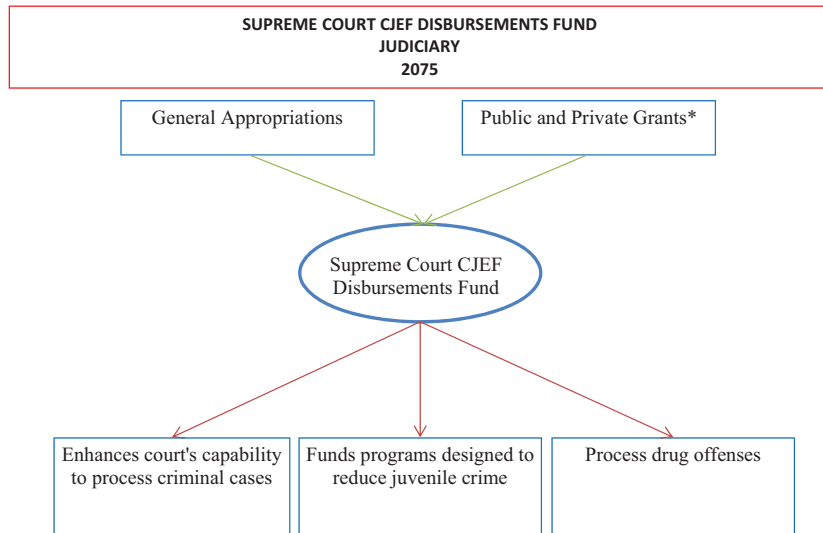 SUPREME COURT CJEF DISBURSEMENTS FUND
JUDICIARY
2075
General Appropriations
Public and Private Grants*
Supreme Court CJEF
Disbursements Fund
Enhances court's capability
to process criminal cases
Funds programs designed to
reduce juvenile crime
Process drug offenses